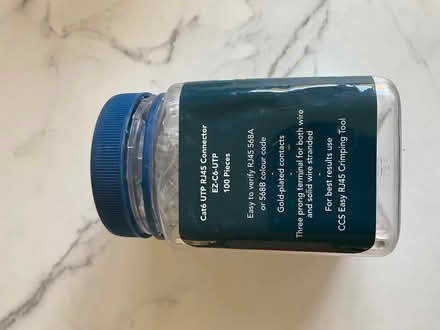 Cat6 UTP RJ45 Connector
EZ-C6-UTP
100 Pieces
Easy to verify RJ45 568A
or 568B colour code
Gold-plated contacts
Three prong terminal for both wire
and solid wire stranded
For best results use
CCS Easy RJ45 Crimping Tool